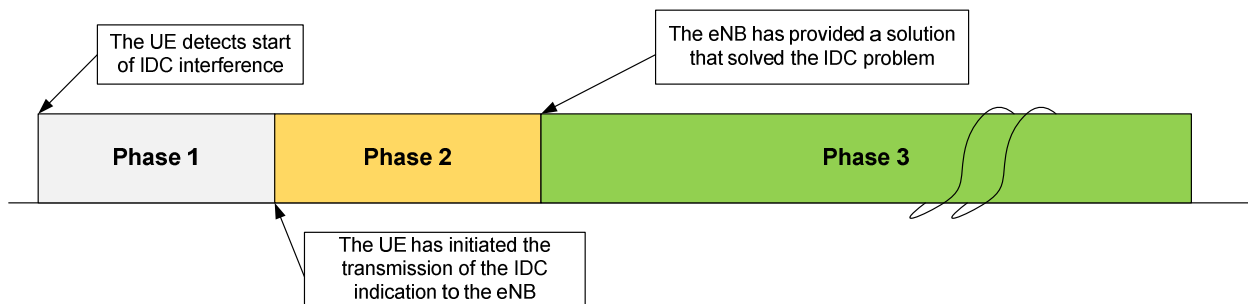 The UE detects start
of IDC interference
The eNB has provided a solution
that solved the IDC problem
Phase 1
Phase 2
Phase 3
The UE has initiated the
transmission of the IDC
indication to the eNB